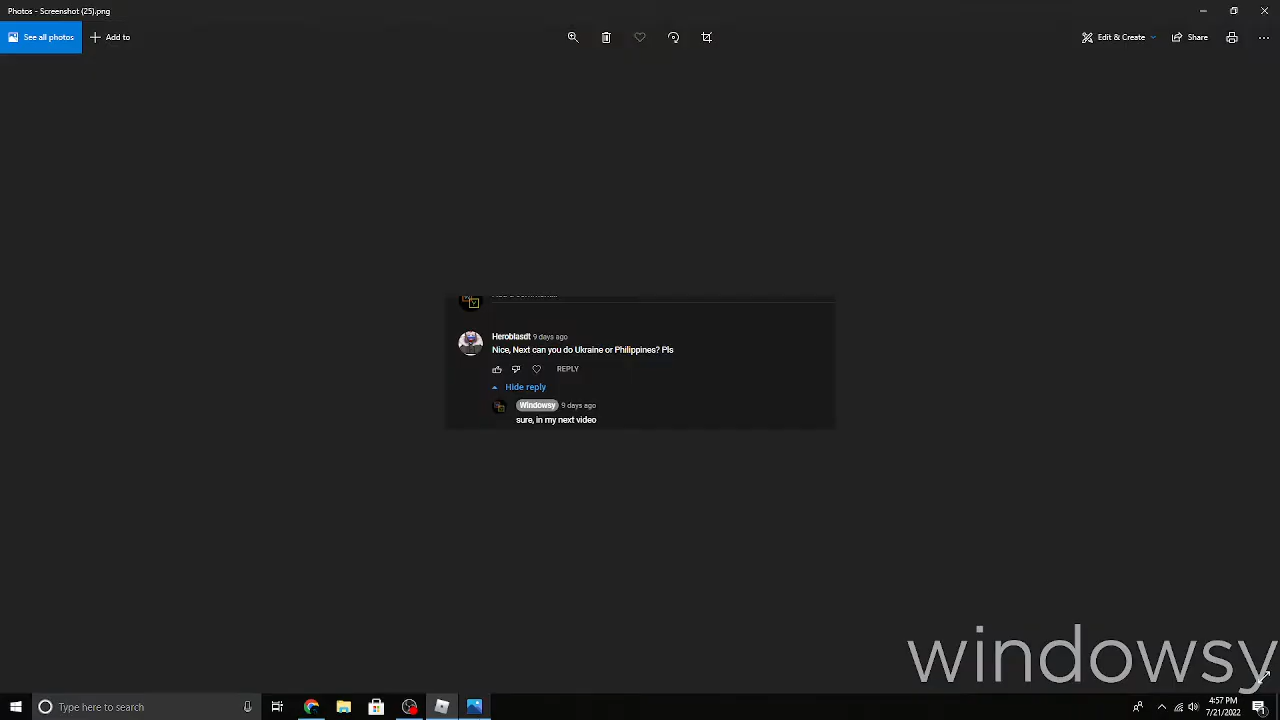 Photos - Screenshot (25).png
See all photos
Add to
Edit & Create
Share
Heroblasdt 9 days ago
Nice, Next can you do Ukraine or Philippines? Pls
REPLY
Hide reply
Windowsy 9 days ago
sure, in my next video
windowsy
Type here to search
4:57 PM
7/21/2022